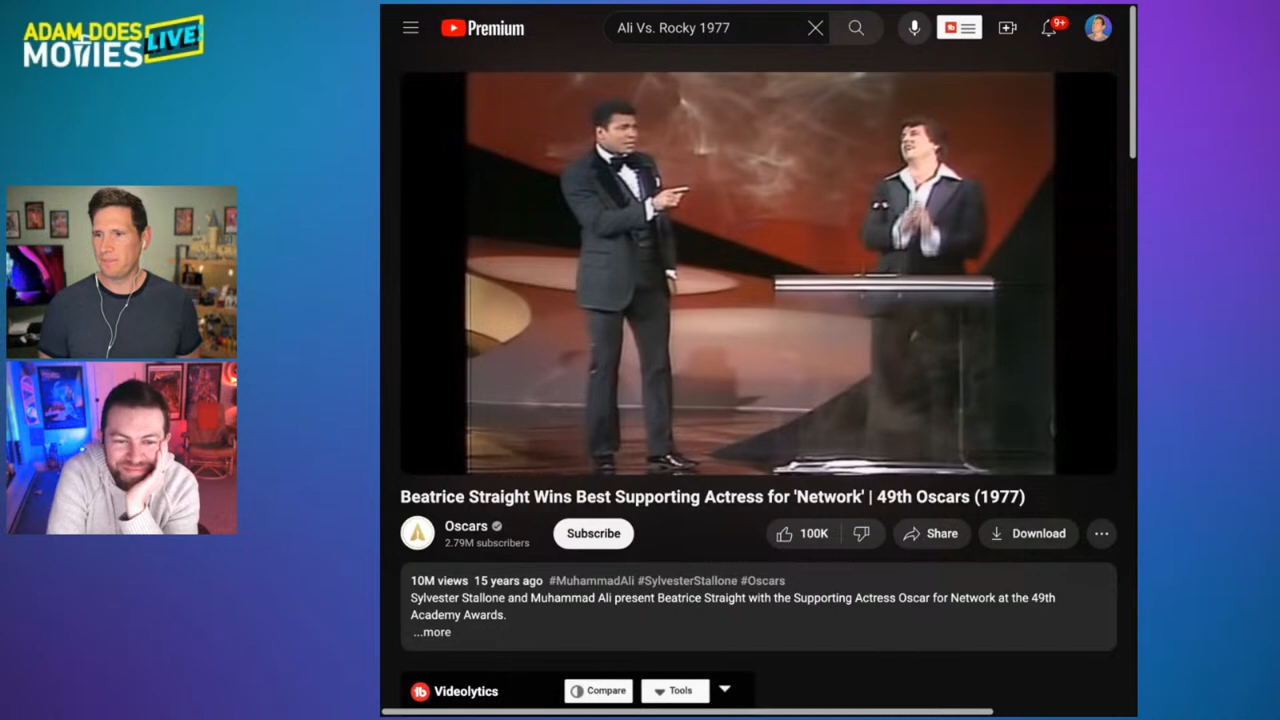 ADAM DOES
MOVIES
LIVE!
Premium
Ali Vs. Rocky 1977
9+
Beatrice Straight Wins Best Supporting Actress for 'Network' | 49th Oscars (1977)
Oscars
2.79M subscribers
Subscribe
100K
Share
Download
10M views 15 years ago #MuhammadAli #SylvesterStallone #Oscars
Sylvester Stallone and Muhammad Ali present Beatrice Straight with the Supporting Actress Oscar for Network at the 49th
Academy Awards.
...more
Videolytics
Compare
Tools